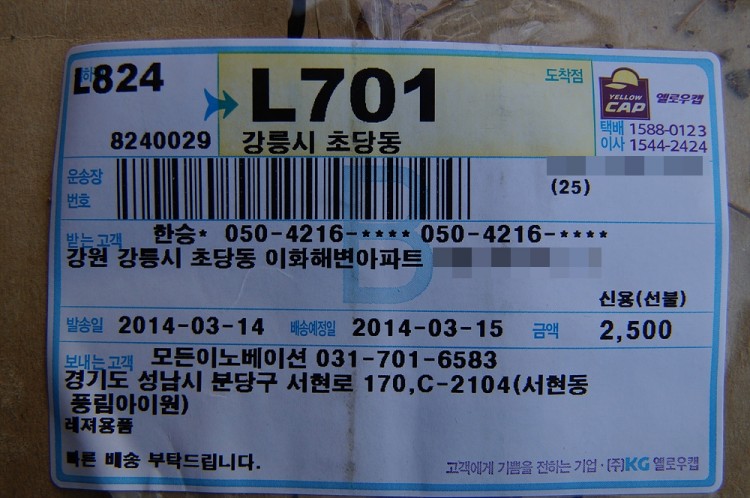 L824
L701
도착점
YELLOW CAP
옐로우캡
택배 1588-0123
이사 1544-2424
8240029
강릉시 초당동
운송장
번호
(25)
받는고객 한승* 050-4216-**** 050-4216-****
강원 강릉시 초당동 이화해변아파트
B
신용(선불)
발송일 2014-03-14 배송예정일 2014-03-15 금액 2,500
보내는고객 모든이노베이션 031-701-6583
경기도 성남시 분당구 서현로 170,C-2104(서현동
풍림아이원)
레져용품
빠른 배송 부탁드립니다.
고객에게 기쁨을 전하는 기업·(주)KG 옐로우캡